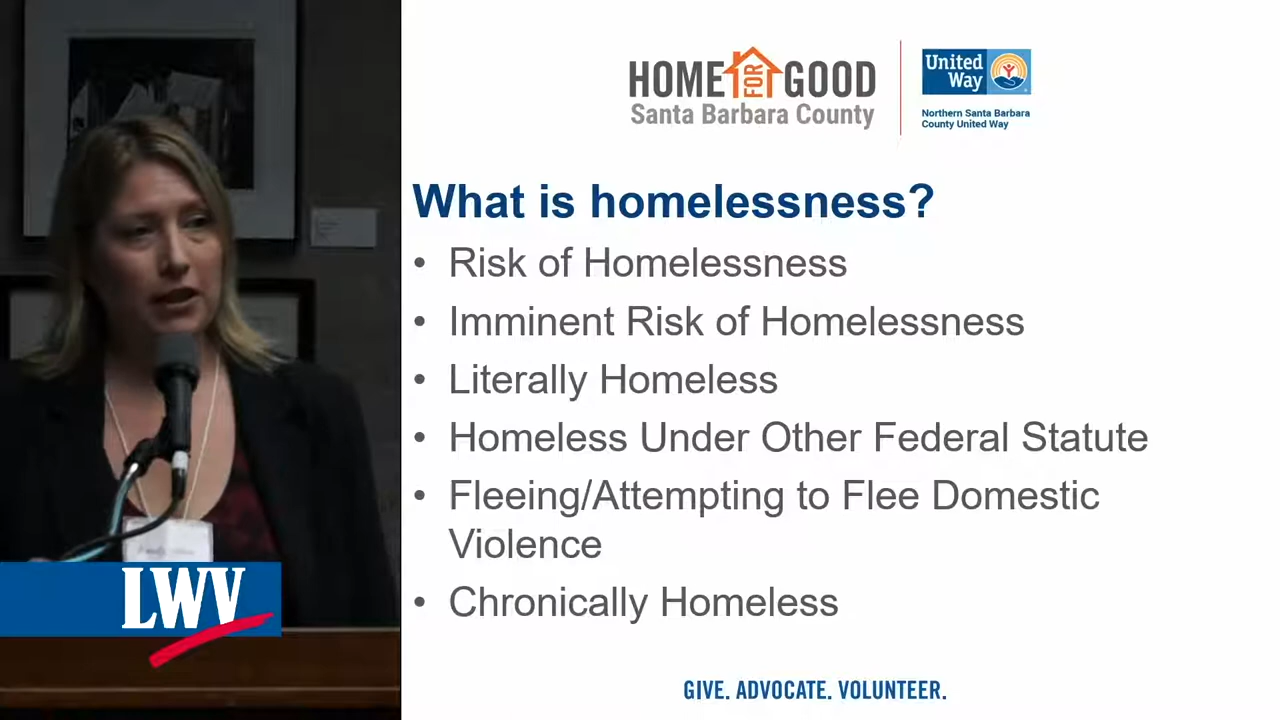 HOME FOR GOOD
Santa Barbara County
United
Way
Northern Santa Barbara
County United Way
What is homelessness?
• Risk of Homelessness
• Imminent Risk of Homelessness
• Literally Homeless
• Homeless Under Other Federal Statute
• Fleeing/Attempting to Flee Domestic
Violence
• Chronically Homeless
LWV
GIVE. ADVOCATE. VOLUNTEER.